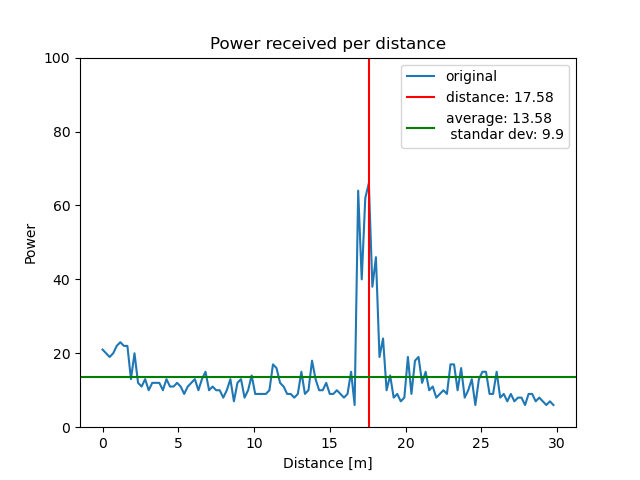 Power received per distance
100
80
60
40
20
0
Power
0 5 10 15 20 25 30
Distance [m]
original
distance: 17.58
average: 13.58
standar dev: 9.9